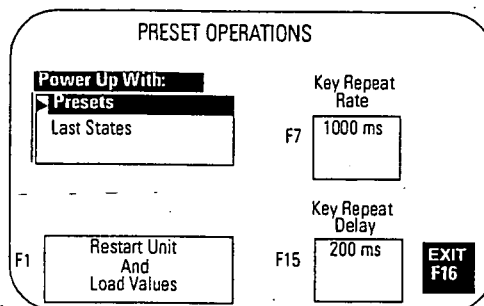 PRESET OPERATIONS
Power Up With:
Presets
Last States
Key Repeat
Rate
F7
1000 ms
F1
Restart Unit
And
Load Values
Key Repeat
Delay
F15
200 ms
EXIT
F16